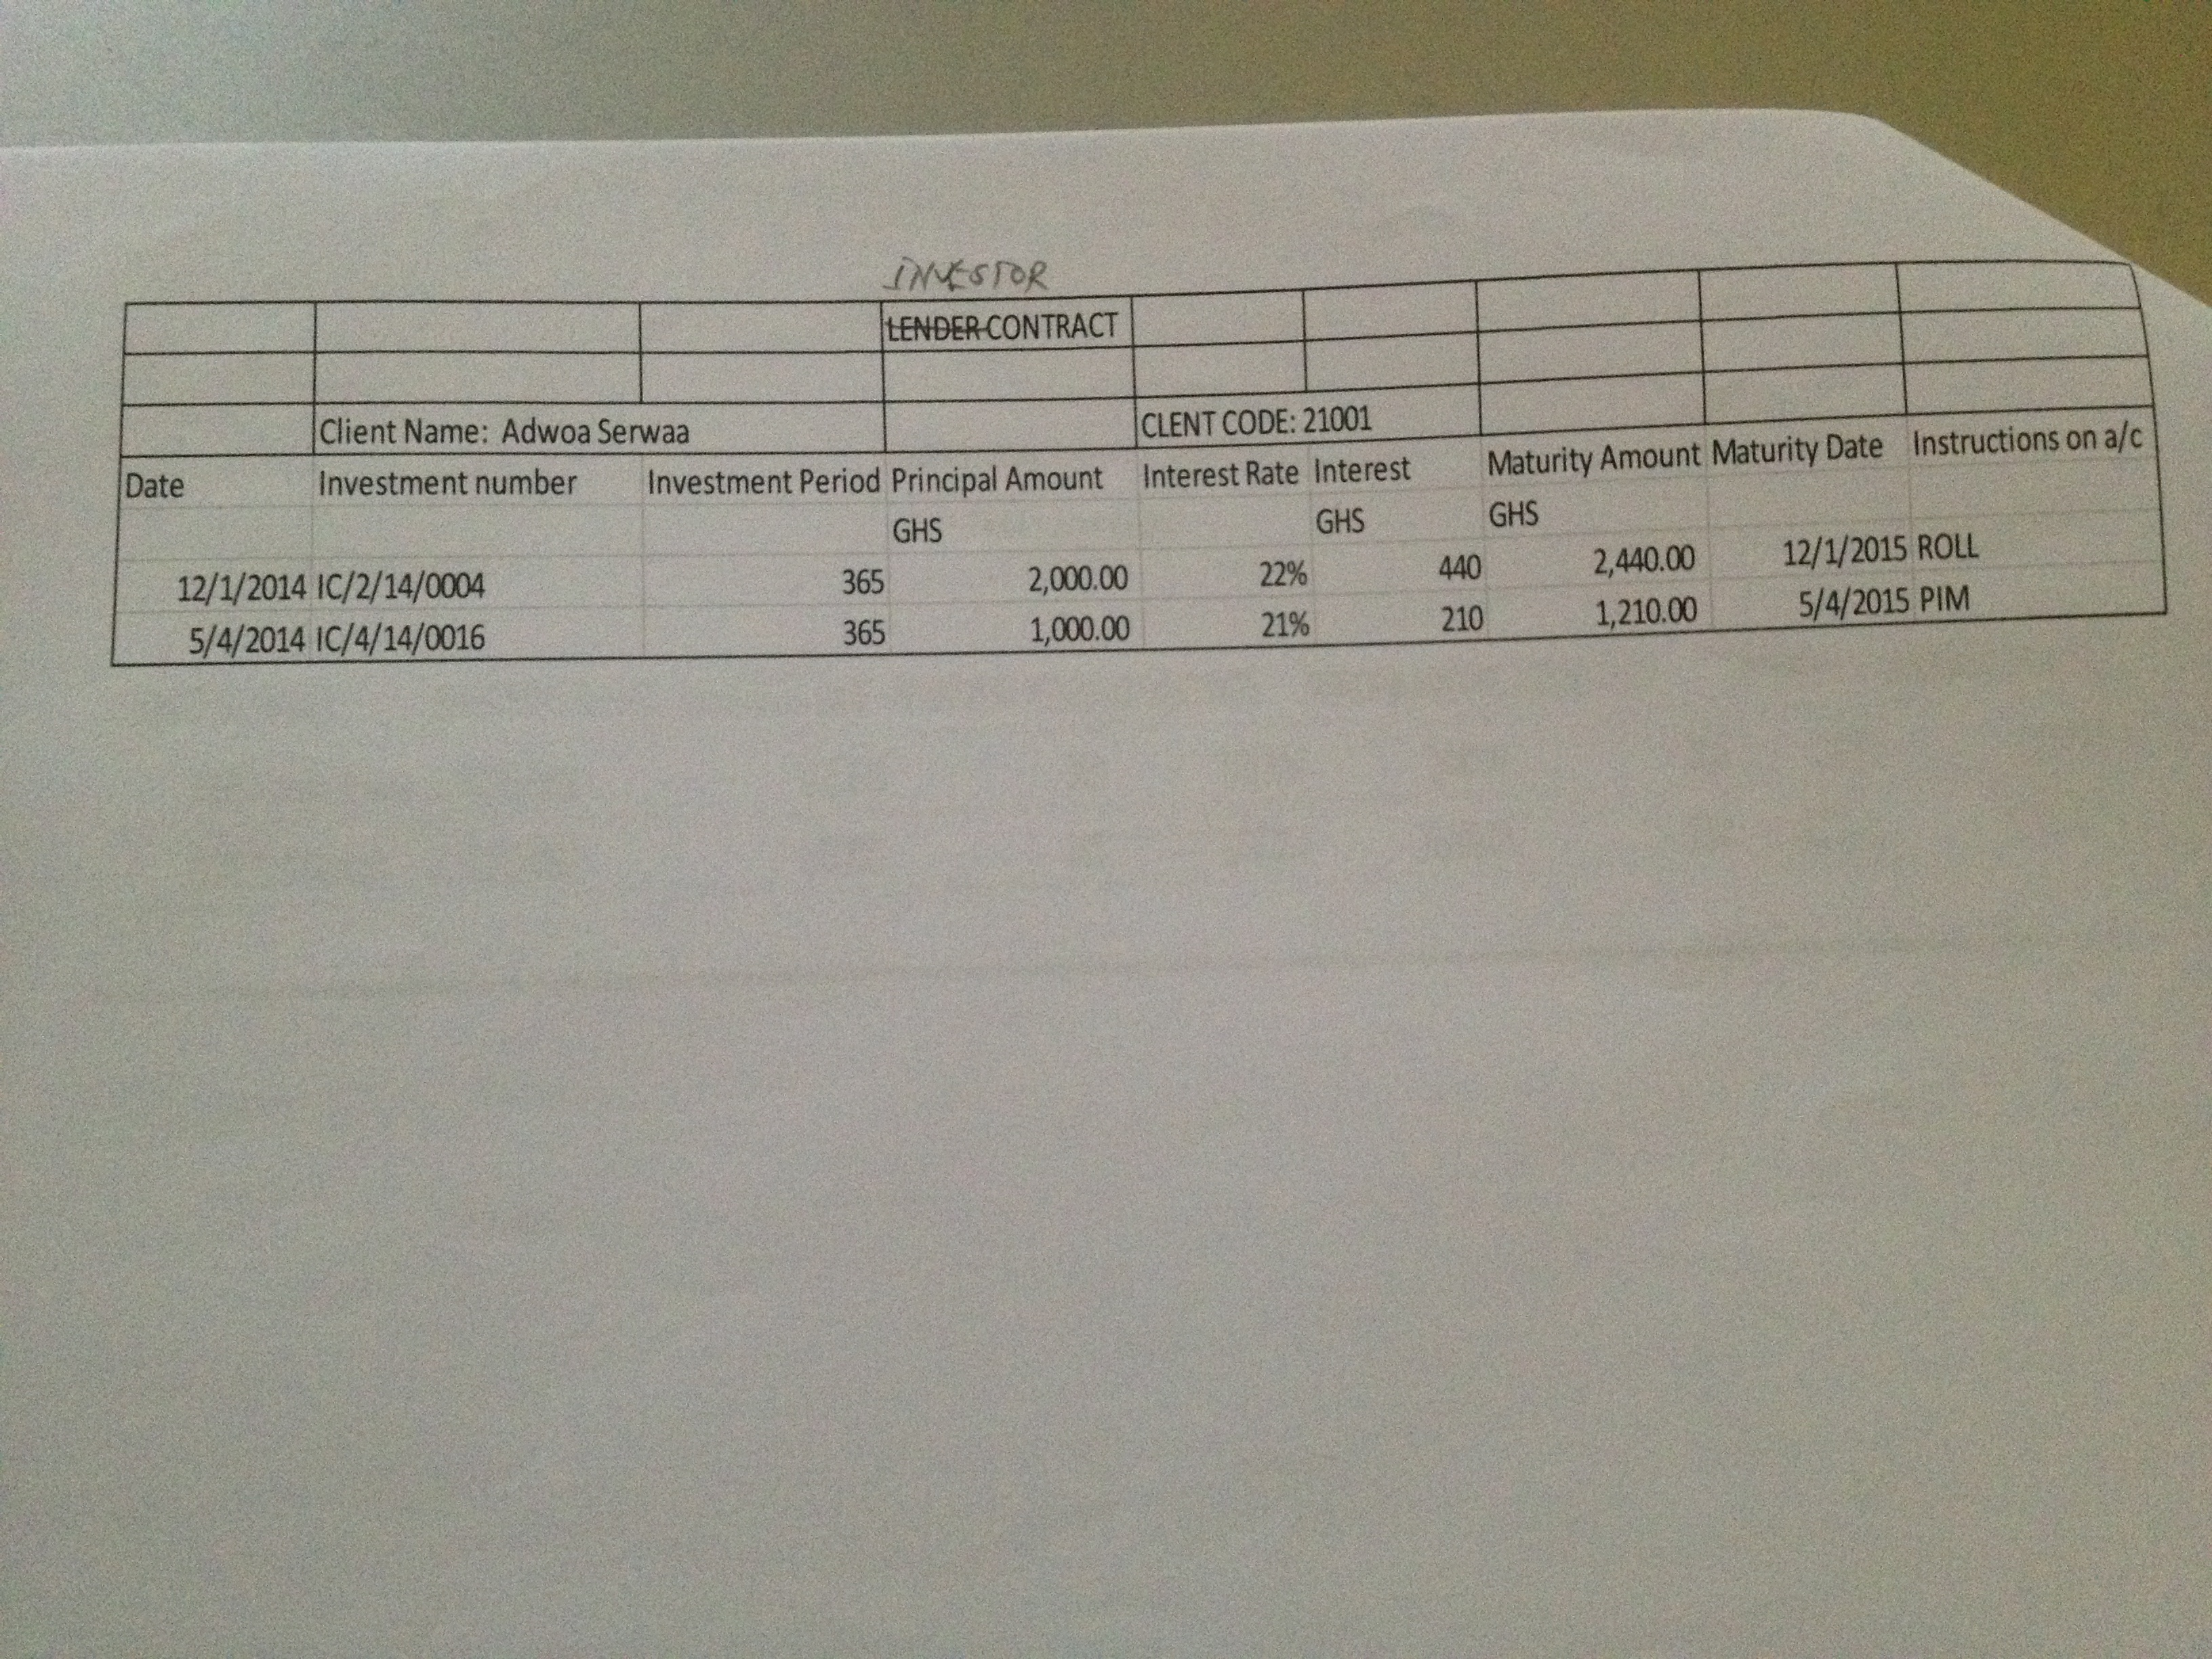 INVESTOR
LENDER CONTRACT
Client Name: Adwoa Serwaa CLENT CODE: 21001
Date Investment number Investment Period Principal Amount Interest Rate Interest Maturity Amount Maturity Date Instructions on a/c
GHS GHS GHS
12/1/2014 IC/2/14/0004 365 2,000.00 22% 440 2,440.00 12/1/2015 ROLL
5/4/2014 IC/4/14/0016 365 1,000.00 21% 210 1,210.00 5/4/2015 PIM